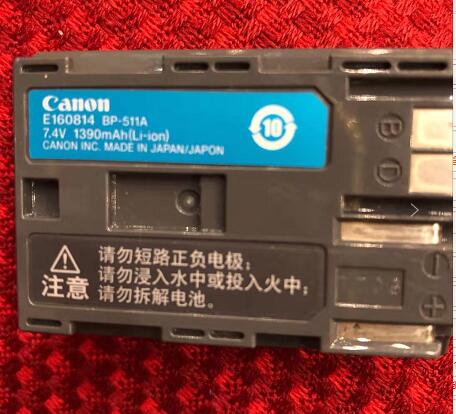 Canon
E160814 BP-511A
7.4V 1390mAh(Li-ion)
CANON INC. MADE IN JAPAN/JAPON
10
B
D
注意
请勿短路正负电极;
请勿浸入水中或投入火中;
请勿拆解电池。
−
+